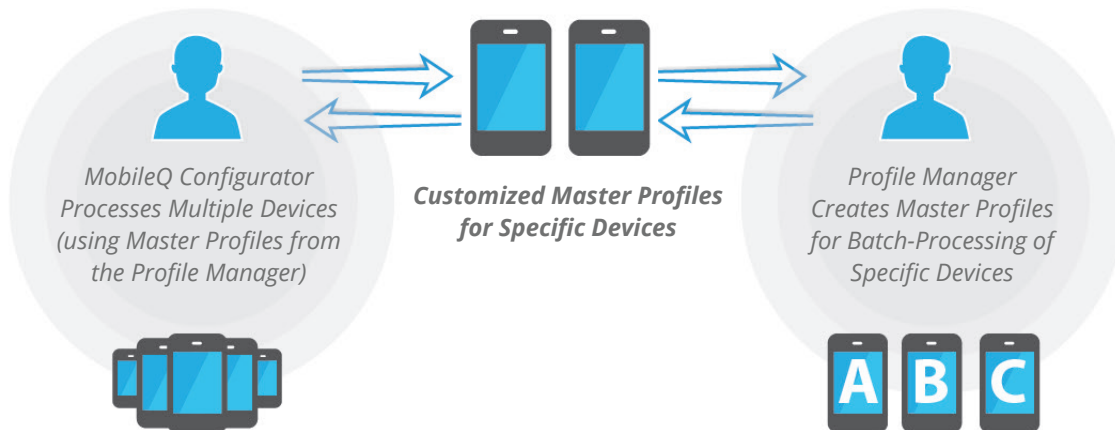 MobileQ Configurator
Processes Multiple Devices
(using Master Profiles from
the Profile Manager)
Customized Master Profiles
for Specific Devices
Profile Manager
Creates Master Profiles
for Batch-Processing of
Specific Devices
A B C